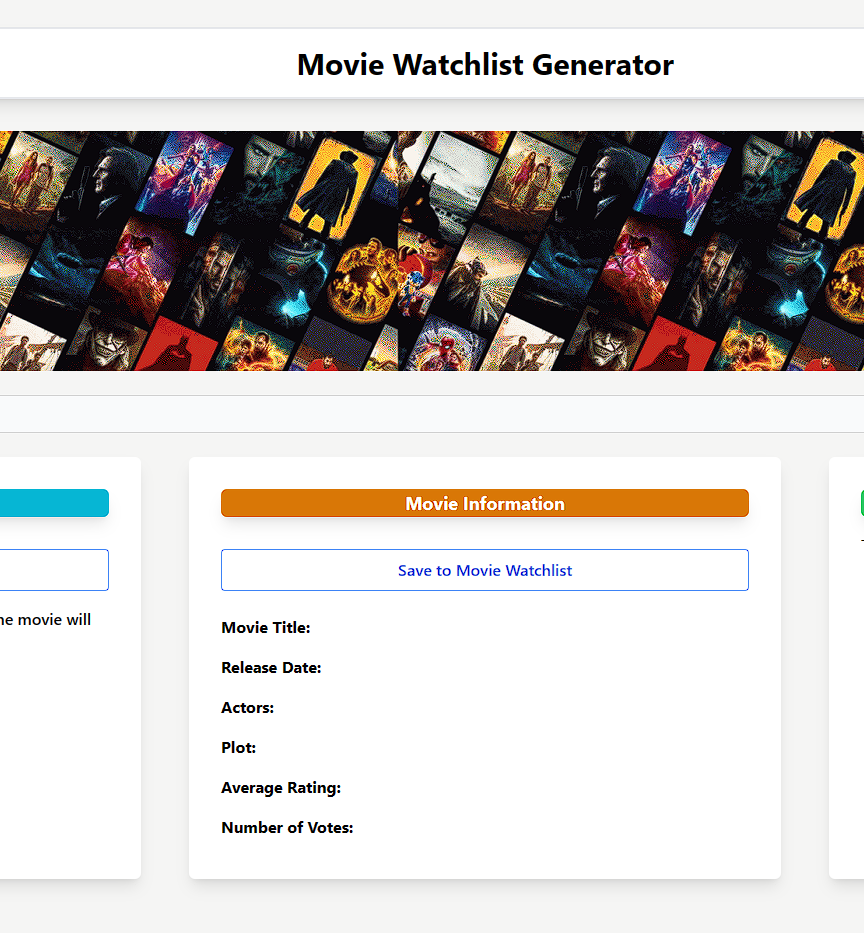 Movie Watchlist Generator
Movie Information
Save to Movie Watchlist
movie will
Movie Title:
Release Date:
Actors:
Plot:
Average Rating:
Number of Votes: